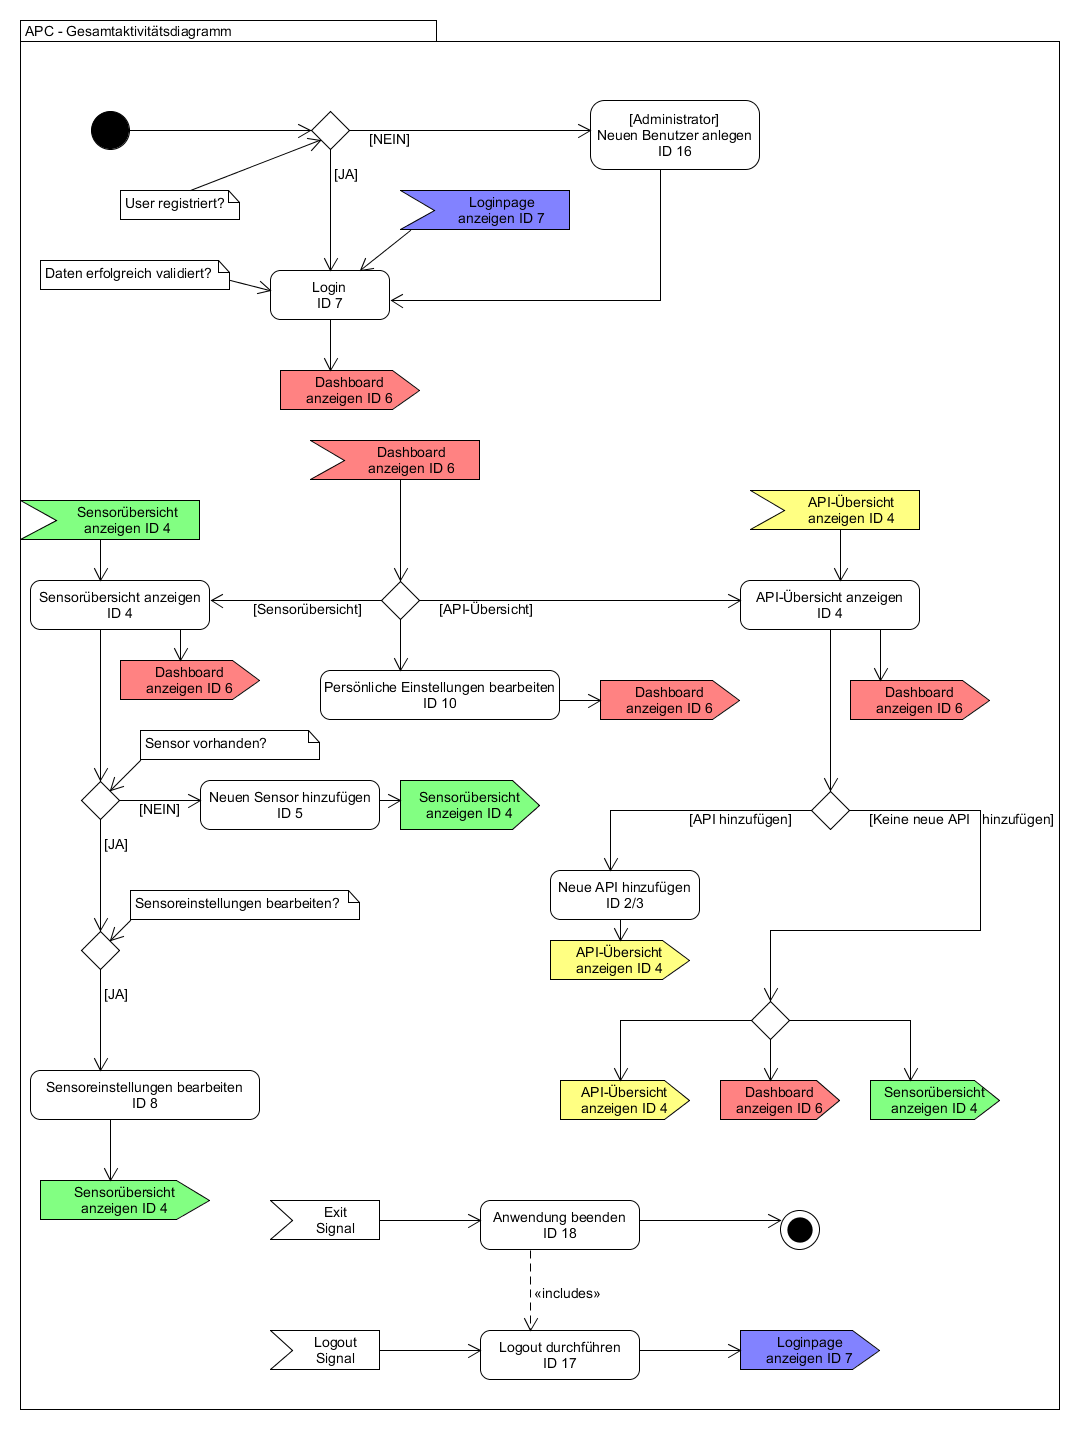 APC - Gesamtaktivitätsdiagramm
[Administrator]
Neuen Benutzer anlegen
ID 16
[NEIN]
[JA]
User registriert?
Loginpage
anzeigen ID 7
Daten erfolgreich validiert?
Login
ID 7
Dashboard
anzeigen ID 6
Dashboard
anzeigen ID 6
Sensorübersicht
anzeigen ID 4
API-Übersicht
anzeigen ID 4
Sensorübersicht anzeigen
ID 4
[Sensorübersicht]
[API-Übersicht]
API-Übersicht anzeigen
ID 4
Dashboard
anzeigen ID 6
Persönliche Einstellungen bearbeiten
ID 10
Dashboard
anzeigen ID 6
Dashboard
anzeigen ID 6
Sensor vorhanden?
[NEIN]
Neuen Sensor hinzufügen
ID 5
Sensorübersicht
anzeigen ID 4
[API hinzufügen]
[Keine neue API hinzufügen]
[JA]
Neue API hinzufügen
ID 2/3
Sensoreinstellungen bearbeiten?
API-Übersicht
anzeigen ID 4
[JA]
Sensoreinstellungen bearbeiten
ID 8
API-Übersicht
anzeigen ID 4
Dashboard
anzeigen ID 6
Sensorübersicht
anzeigen ID 4
Sensorübersicht
anzeigen ID 4
Exit
Signal
Anwendung beenden
ID 18
«includes»
Logout
Signal
Logout durchführen
ID 17
Loginpage
anzeigen ID 7